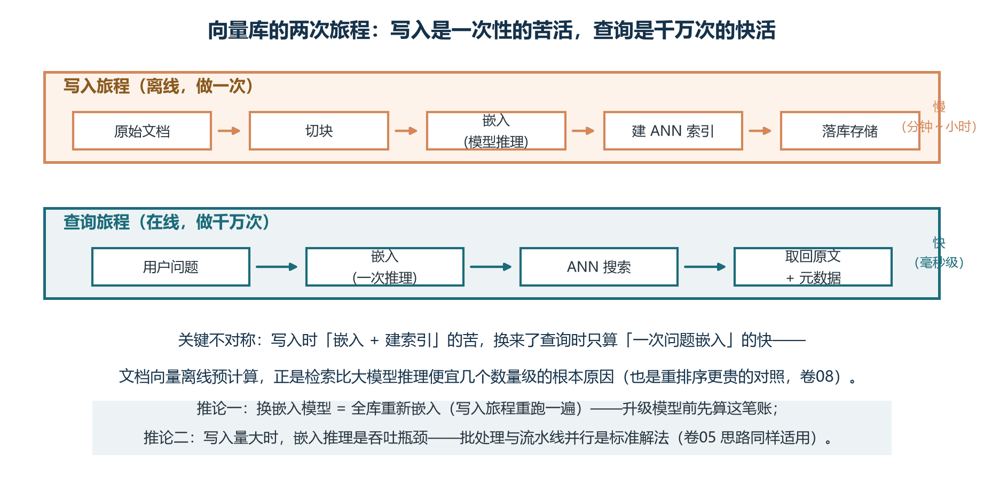 向量库的两次旅程：写入是一次性的苦活，查询是千万次的快活
写入旅程（离线，做一次）
原始文档
切块
嵌入
(模型推理)
建 ANN 索引
落库存储
慢
（分钟～小时）
查询旅程（在线，做千万次）
用户问题
嵌入
(一次推理)
ANN 搜索
取回原文
+ 元数据
快
（毫秒级）
关键不对称：写入时「嵌入 + 建索引」的苦，换来了查询时只算「一次问题嵌入」的快——
文档向量离线预计算，正是检索比大模型推理便宜几个数量级的根本原因（也是重排序更贵的对照，卷08）。
推论一：换嵌入模型 = 全库重新嵌入（写入旅程重跑一遍）——升级模型前先算这笔账；
推论二：写入量大时，嵌入推理是吞吐瓶颈——批处理与流水线并行是标准解法（卷05 思路同样适用）。